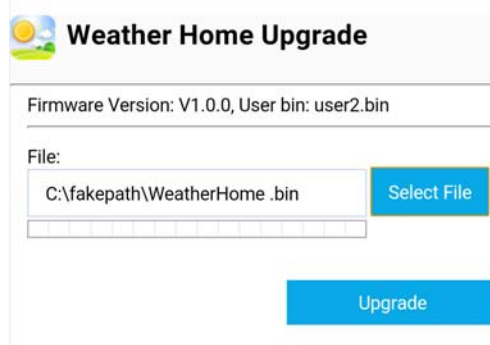 Weather Home Upgrade
Firmware Version: V1.0.0, User bin: user2.bin
File:
C:\fakepath\WeatherHome .bin
Select File
Upgrade